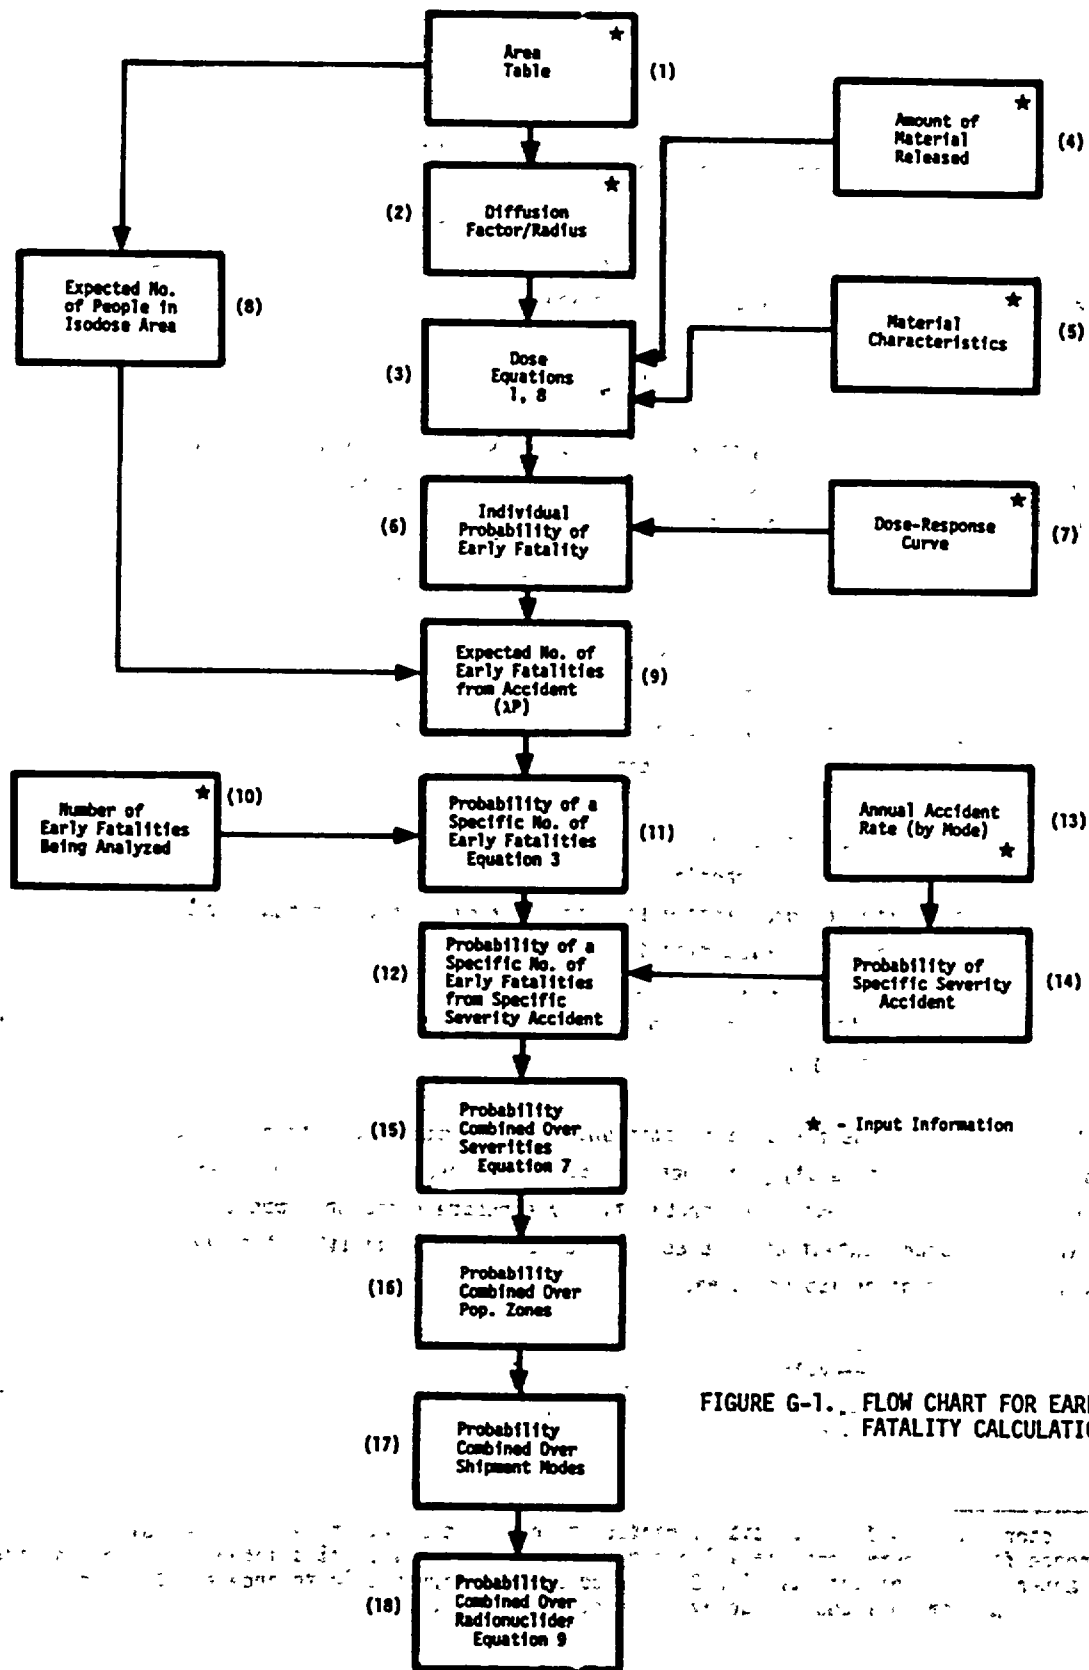 Area
Table
★
(1)
Amount of
Material
Released
★
(4)
(2)
Diffusion
Factor/Radius
★
Expected No.
of People in
Isodose Area
(8)
Material
Characteristics
★
(5)
(3)
Dose
Equations
1, 8
(6)
Individual
Probability of
Early Fatality
Dose-Response
Curve
★
(7)
Expected No. of
Early Fatalities
from Accident
(λP)
(9)
Number of
Early Fatalities
Being Analyzed
★
(10)
Probability of a
Specific No. of
Early Fatalities
Equation 3
(11)
Annual Accident
Rate (by Mode)
★
(13)
(12)
Probability of a
Specific No. of
Early Fatalities
from Specific
Severity Accident
Probability of
Specific Severity
Accident
(14)
(15)
Probability
Combined Over
Severities
Equation 7
★ - Input Information
(16)
Probability
Combined Over
Pop. Zones
FIGURE G-1. FLOW CHART FOR EARL
FATALITY CALCULATIO
(17)
Probability
Combined Over
Shipment Modes
(18)
Probability
Combined Over
Radionuclides
Equation 9